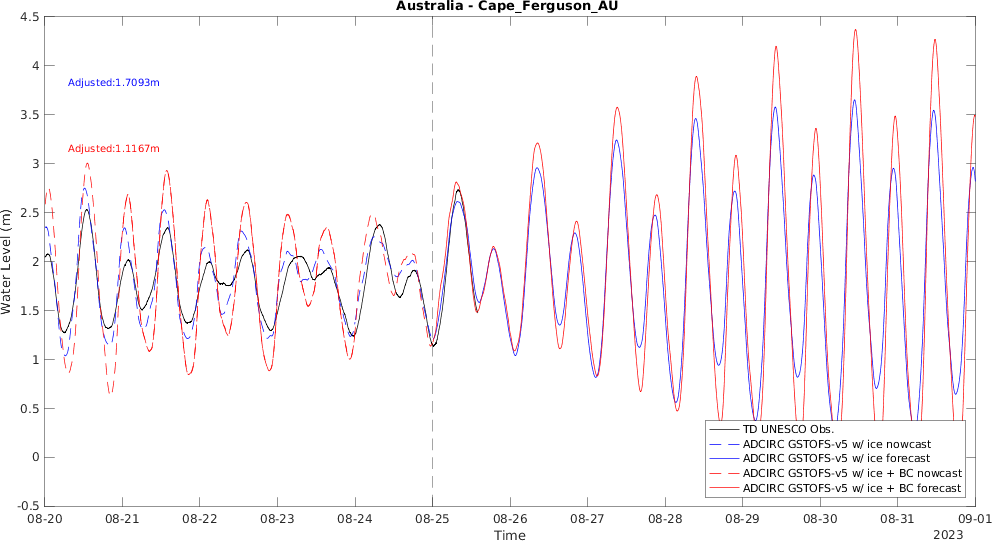 Australia - Cape_Ferguson_AU
4.5
4
3.5
3
2.5
2
1.5
1
0.5
0
-0.5
Water Level (m)
Adjusted:1.7093m
Adjusted:1.1167m
TD UNESCO Obs.
ADCIRC GSTOFS-v5 w/ ice nowcast
ADCIRC GSTOFS-v5 w/ ice forecast
ADCIRC GSTOFS-v5 w/ ice + BC nowcast
ADCIRC GSTOFS-v5 w/ ice + BC forecast
08-20 08-21 08-22 08-23 08-24 08-25 08-26 08-27 08-28 08-29 08-30 08-31 09-01
Time
2023